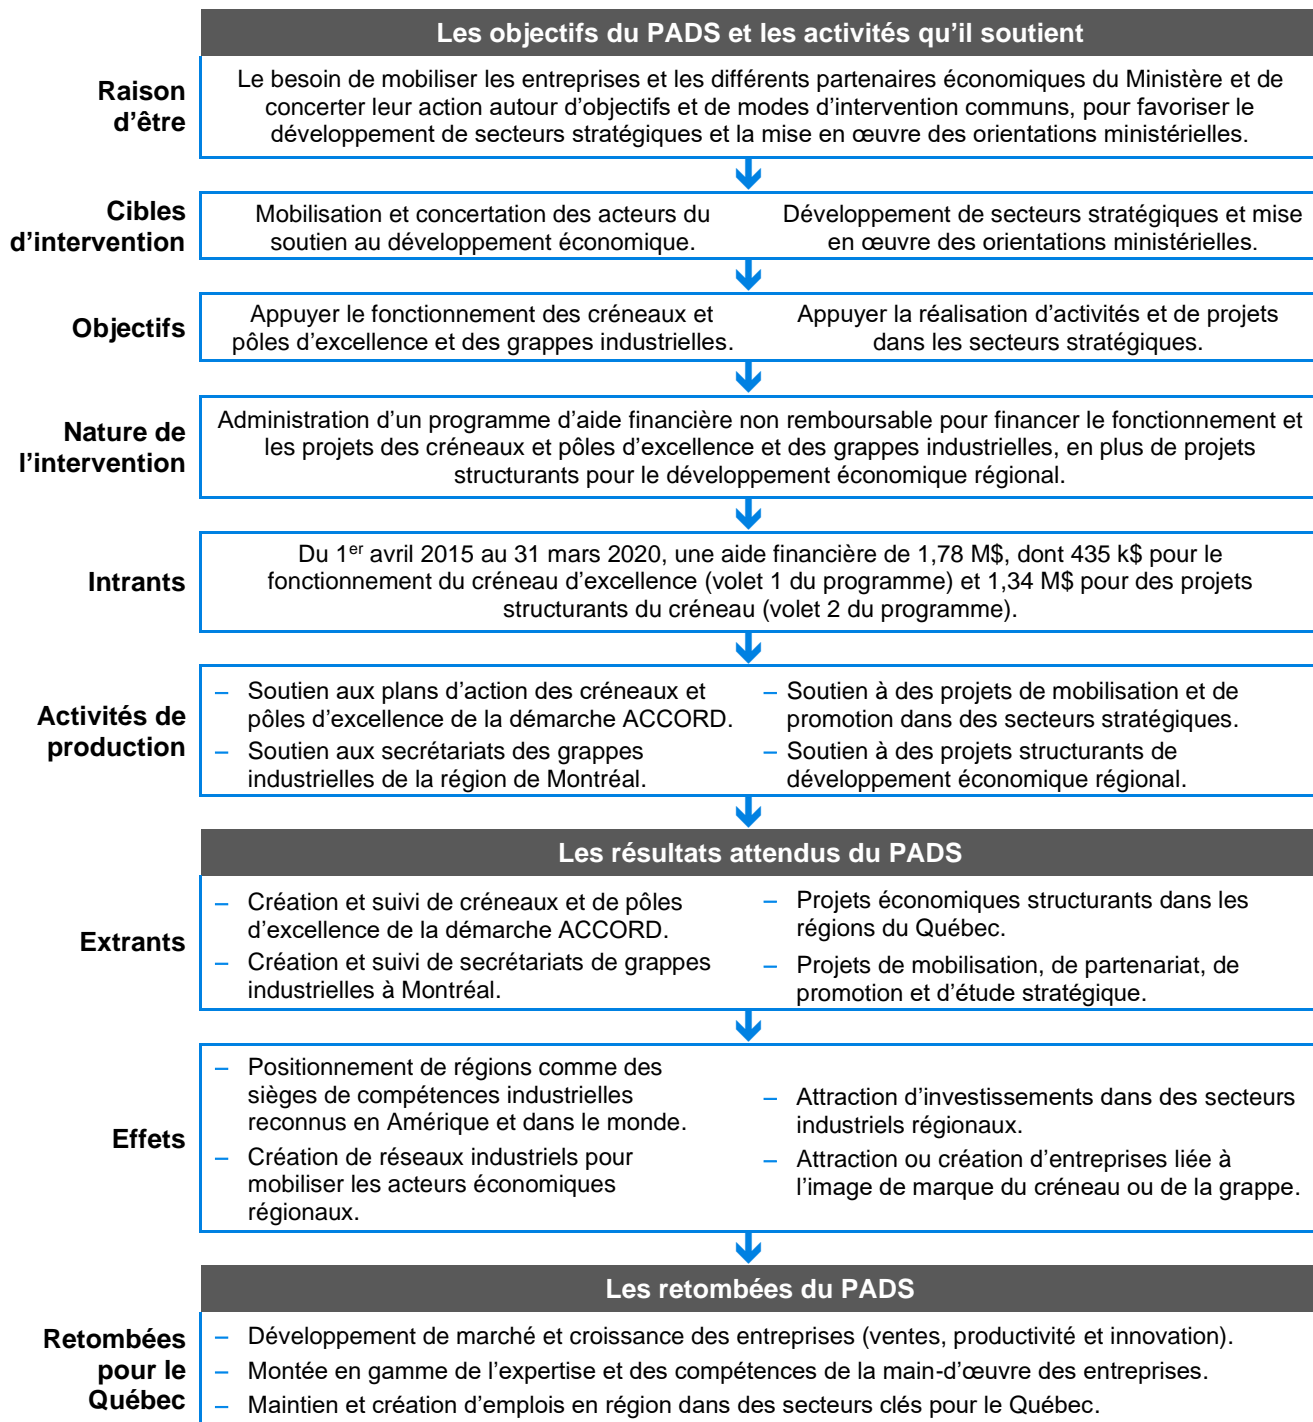 Les objectifs du PADS et les activités qu'il soutient
Raison
d'être
Le besoin de mobiliser les entreprises et les différents partenaires économiques du Ministère et de
concerter leur action autour d'objectifs et de modes d'intervention communs, pour favoriser le
développement de secteurs stratégiques et la mise en œuvre des orientations ministérielles.
Cibles
d'intervention
Mobilisation et concertation des acteurs du
soutien au développement économique.
Développement de secteurs stratégiques et mise
en œuvre des orientations ministérielles.
Objectifs
Appuyer le fonctionnement des créneaux et
pôles d'excellence et des grappes industrielles.
Appuyer la réalisation d'activités et de projets
dans les secteurs stratégiques.
Nature de
l'intervention
Administration d'un programme d'aide financière non remboursable pour financer le fonctionnement et
les projets des créneaux et pôles d'excellence et des grappes industrielles, en plus de projets
structurants pour le développement économique régional.
Intrants
Du 1er avril 2015 au 31 mars 2020, une aide financière de 1,78 M$, dont 435 k$ pour le
fonctionnement du créneau d'excellence (volet 1 du programme) et 1,34 M$ pour des projets
structurants du créneau (volet 2 du programme).
Activités de
production
– Soutien aux plans d'action des créneaux et
pôles d'excellence de la démarche ACCORD.
– Soutien aux secrétariats des grappes
industrielles de la région de Montréal.
– Soutien à des projets de mobilisation et de
promotion dans des secteurs stratégiques.
– Soutien à des projets structurants de
développement économique régional.
Les résultats attendus du PADS
Extrants
– Création et suivi de créneaux et de pôles
d'excellence de la démarche ACCORD.
– Création et suivi de secrétariats de grappes
industrielles à Montréal.
– Projets économiques structurants dans les
régions du Québec.
– Projets de mobilisation, de partenariat, de
promotion et d'étude stratégique.
Effets
– Positionnement de régions comme des
sièges de compétences industrielles
reconnus en Amérique et dans le monde.
– Création de réseaux industriels pour
mobiliser les acteurs économiques
régionaux.
– Attraction d'investissements dans des secteurs
industriels régionaux.
– Attraction ou création d'entreprises liée à
l'image de marque du créneau ou de la grappe.
Les retombées du PADS
Retombées
pour le
Québec
– Développement de marché et croissance des entreprises (ventes, productivité et innovation).
– Montée en gamme de l'expertise et des compétences de la main-d'œuvre des entreprises.
– Maintien et création d'emplois en région dans des secteurs clés pour le Québec.